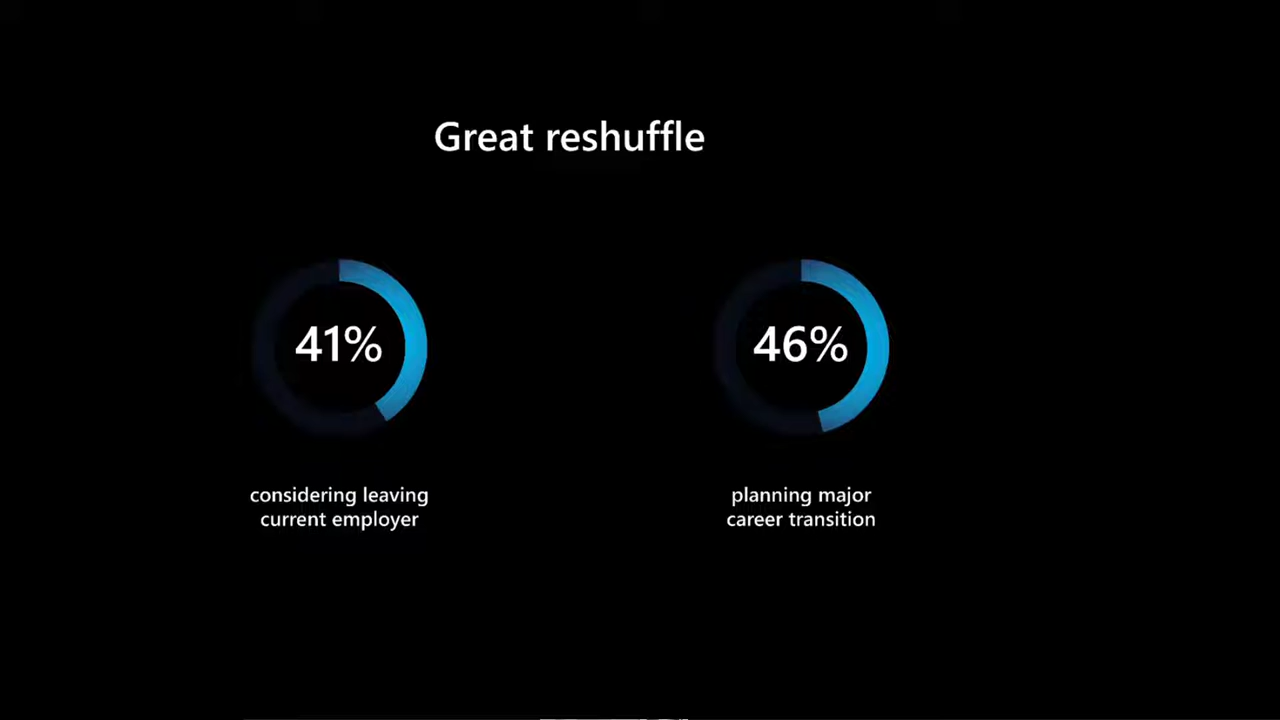 Great reshuffle
41%
46%
considering leaving
current employer
planning major
career transition